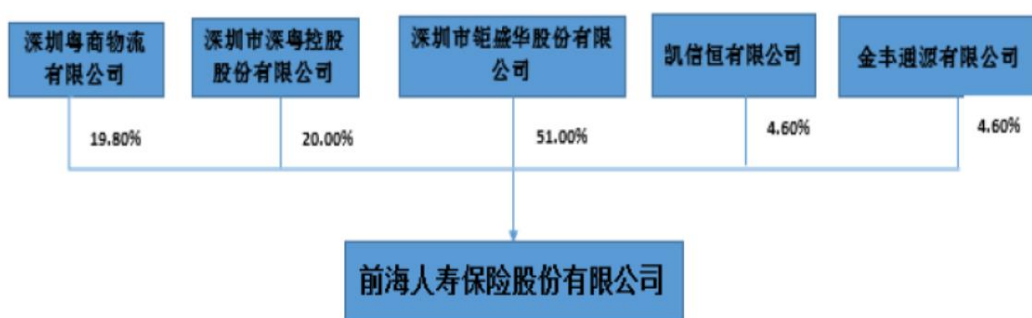 深圳粤商物流
有限公司
深圳市深粤控股
股份有限公司
深圳市钜盛华股份有限
公司
凯信恒有限公司
金丰通源有限公司
19.80%
20.00%
51.00%
4.60%
4.60%
前海人寿保险股份有限公司